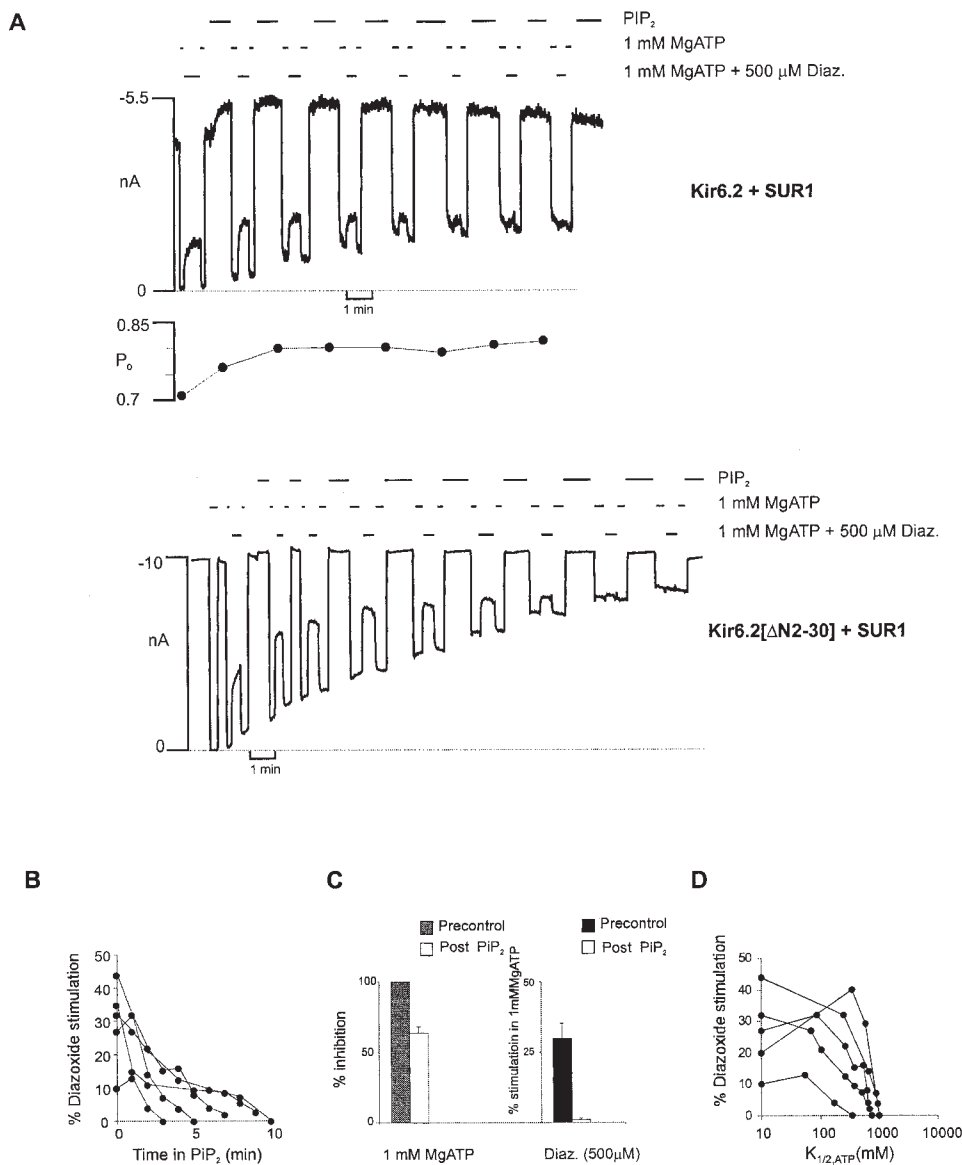 A
PIP2
1 mM MgATP
1 mM MgATP + 500 μM Diaz.
-5.5
nA
Kir6.2 + SUR1
0
1 min
0.85
Po
0.7
PIP2
1 mM MgATP
1 mM MgATP + 500 μM Diaz.
-10
nA
Kir6.2[ΔN2-30] + SUR1
0
1 min
B
C
D
Precontrol
Post PiP2
Precontrol
Post PiP2
50
40
30
20
10
0
% Diazoxide stimulation
0
5
10
Time in PiP2 (min)
100
50
0
% inhibition
1 mM MgATP
50
25
0
% stimulatioin in 1mMMgATP
Diaz. (500μM)
50
40
30
20
10
0
% Diazoxide stimulation
10
100
1000
10000
K1/2,ATP(mM)